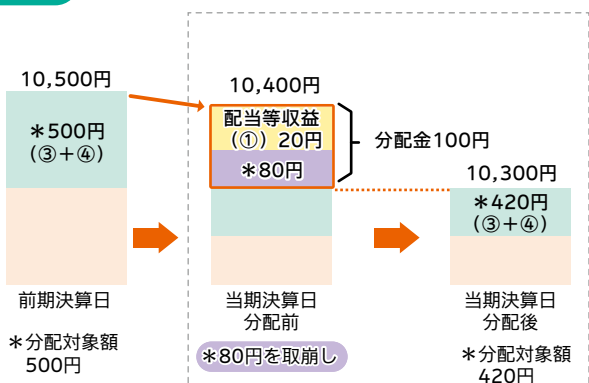 10,500円
*500円
(③+④)
前期決算日
*分配対象額
500円
10,400円
配当等収益
(①) 20円
*80円
分配金100円
当期決算日
分配前
*80円を取崩し
10,300円
*420円
(③+④)
当期決算日
分配後
*分配対象額
420円